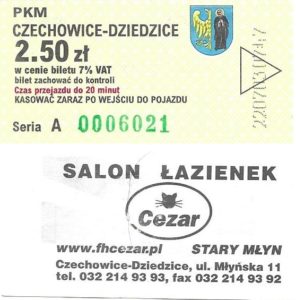 PKM
CZECHOWICE-DZIEDZICE
2.50 zł
w cenie biletu 7% VAT
bilet zachować do kontroli
Czas przejazdu do 20 minut
KASOWAĆ ZARAZ PO WEJŚCIU DO POJAZDU
Seria A 0006021
SALON ŁAZIENEK
Cezar
www.fhcezar.pl STARY MŁYN
Czechowice-Dziedzice, ul. Młyńska 11
tel. 032 214 93 93, fax 032 214 93 92